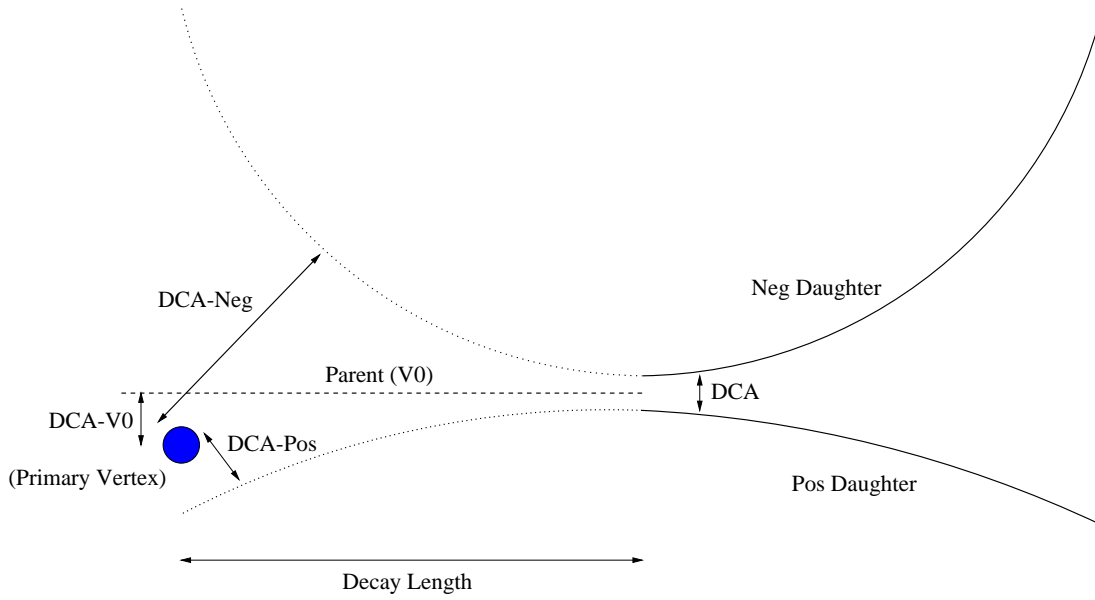 DCA-Neg
Neg Daughter
Parent (V0)
DCA
DCA-V0
DCA-Pos
(Primary Vertex)
Pos Daughter
Decay Length